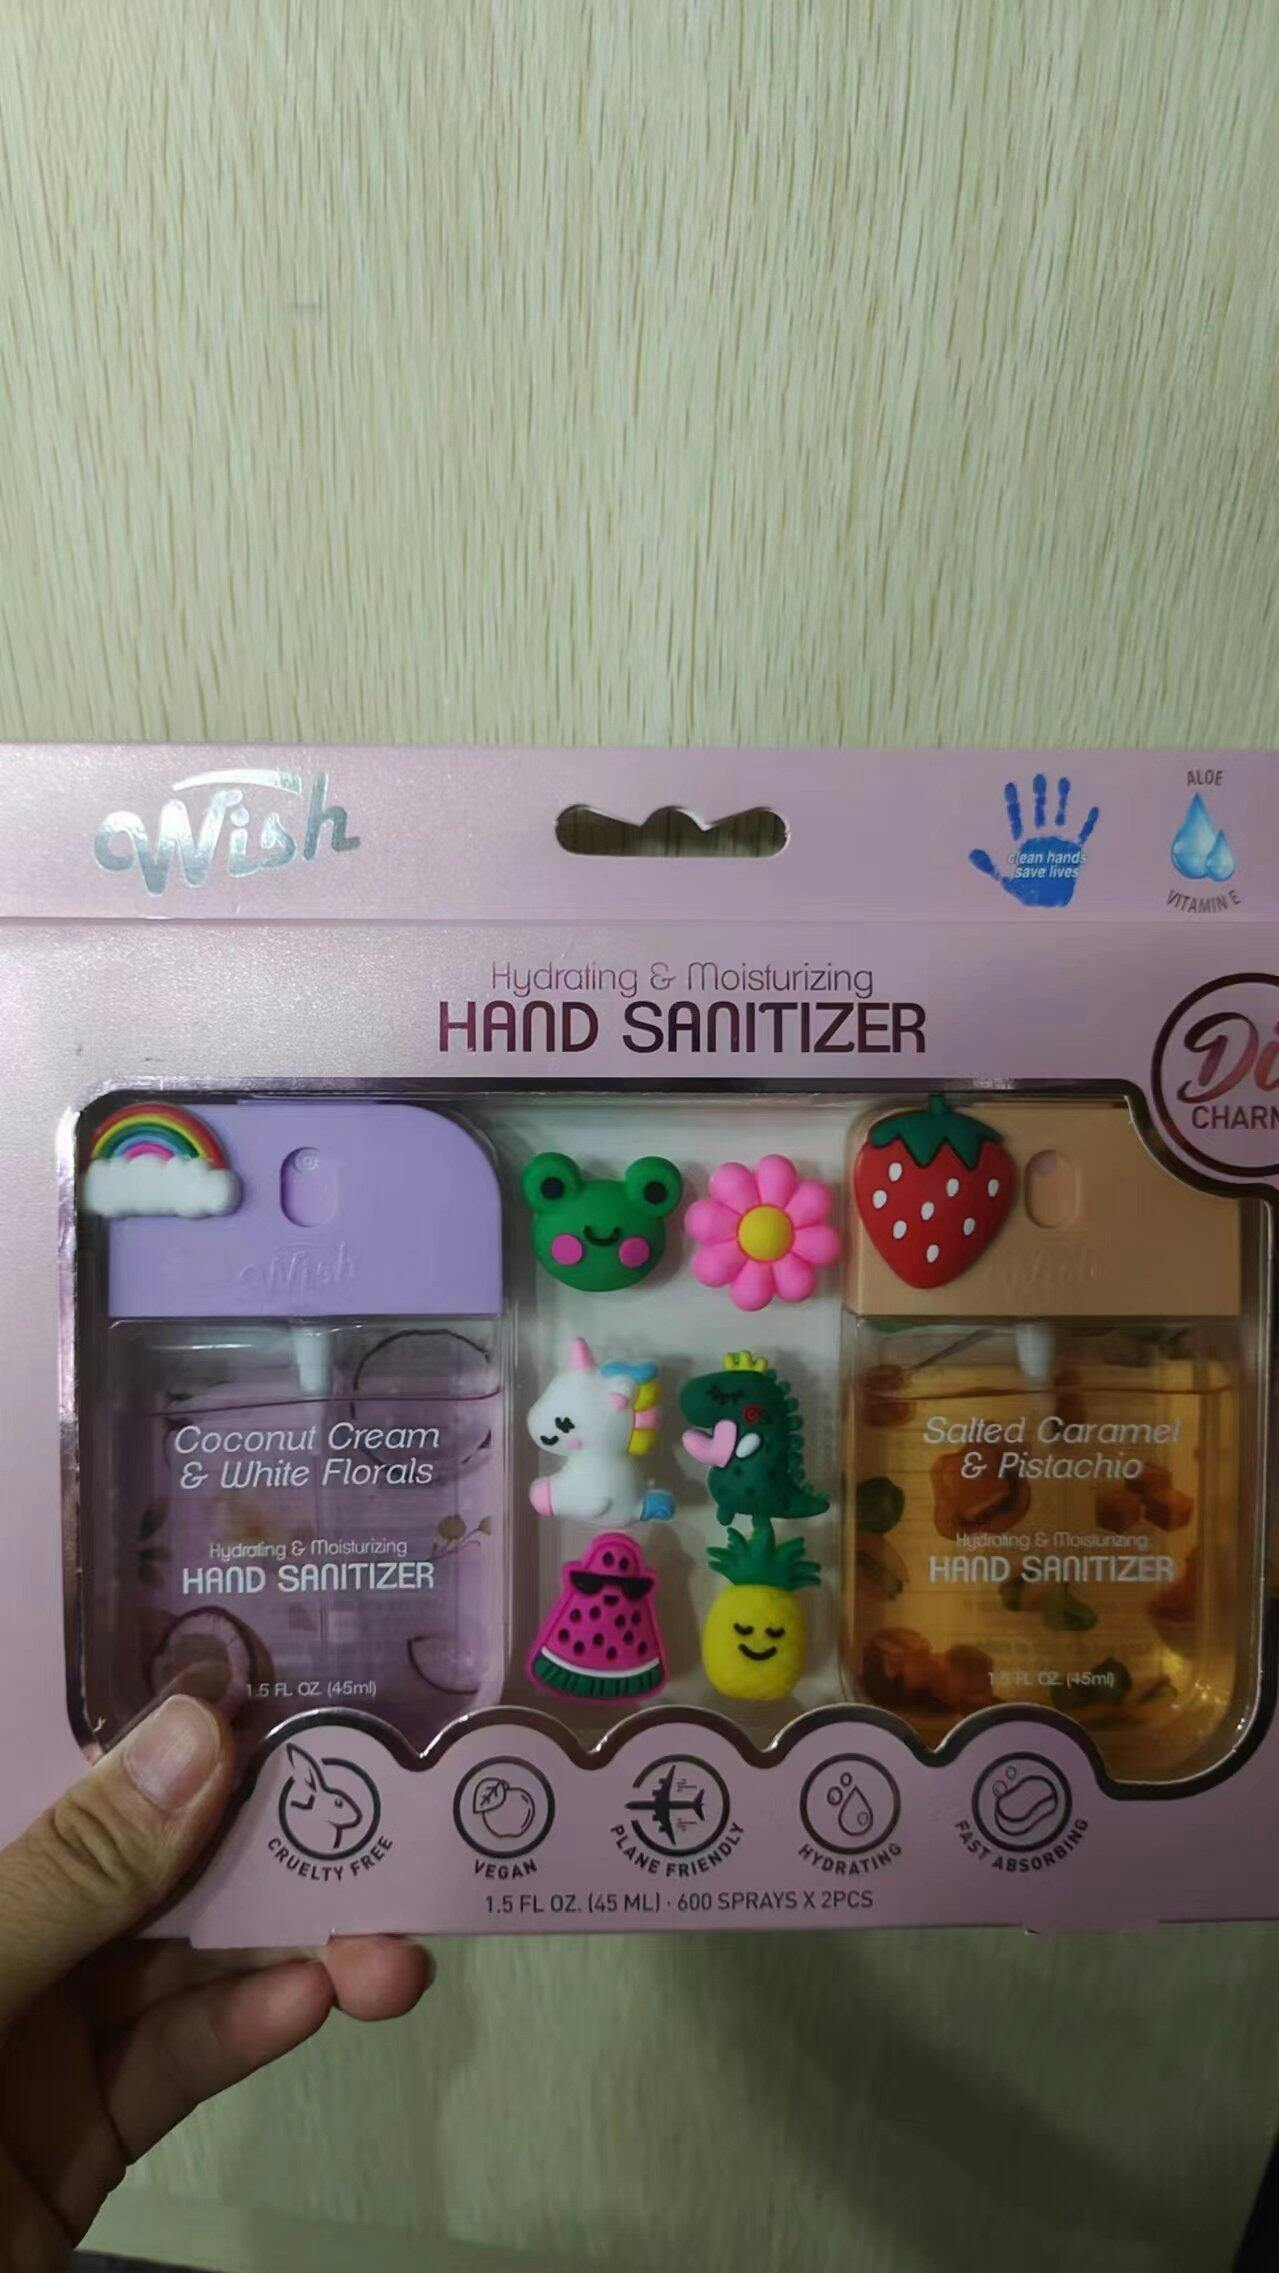 Wish
clean hands
save lives
ALOE
VITAMIN E
Hydrating & Moisturizing
HAND SANITIZER
Wish
Coconut Cream
& White Florals
Hydrating & Moisturizing
HAND SANITIZER
1.5 FL OZ. (45ml)
Wish
Salted Caramel
& Pistachio
Hydrating & Moisturizing
HAND SANITIZER
1.5 FL OZ. (45ml)
CRUELTY FREE
VEGAN
PLANE FRIENDLY
HYDRATING
FAST ABSORBING
1.5 FL OZ. (45 ML) · 600 SPRAYS X 2PCS